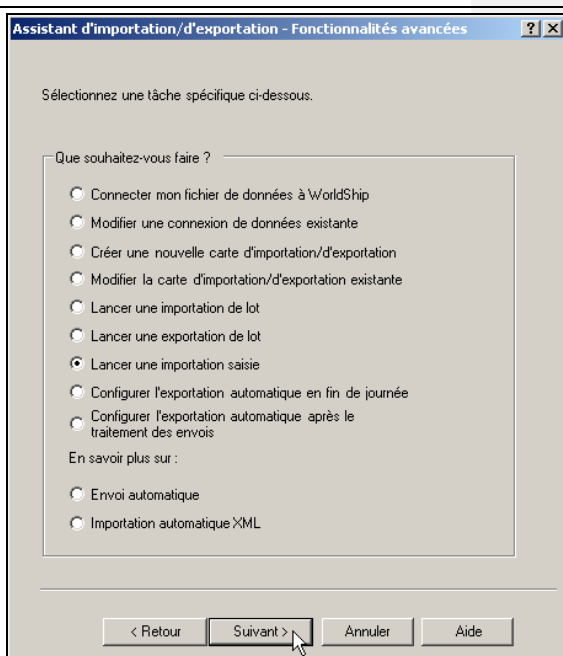 Assistant d'importation/d'exportation - Fonctionnalités avancées
Sélectionnez une tâche spécifique ci-dessous.
Que souhaitez-vous faire ?
Connecter mon fichier de données à WorldShip
Modifier une connexion de données existante
Créer une nouvelle carte d'importation/d'exportation
Modifier la carte d'importation/d'exportation existante
Lancer une importation de lot
Lancer une exportation de lot
Lancer une importation saisie
Configurer l'exportation automatique en fin de journée
Configurer l'exportation automatique après le
traitement des envois
En savoir plus sur :
Envoi automatique
Importation automatique XML
< Retour Suivant > Annuler Aide